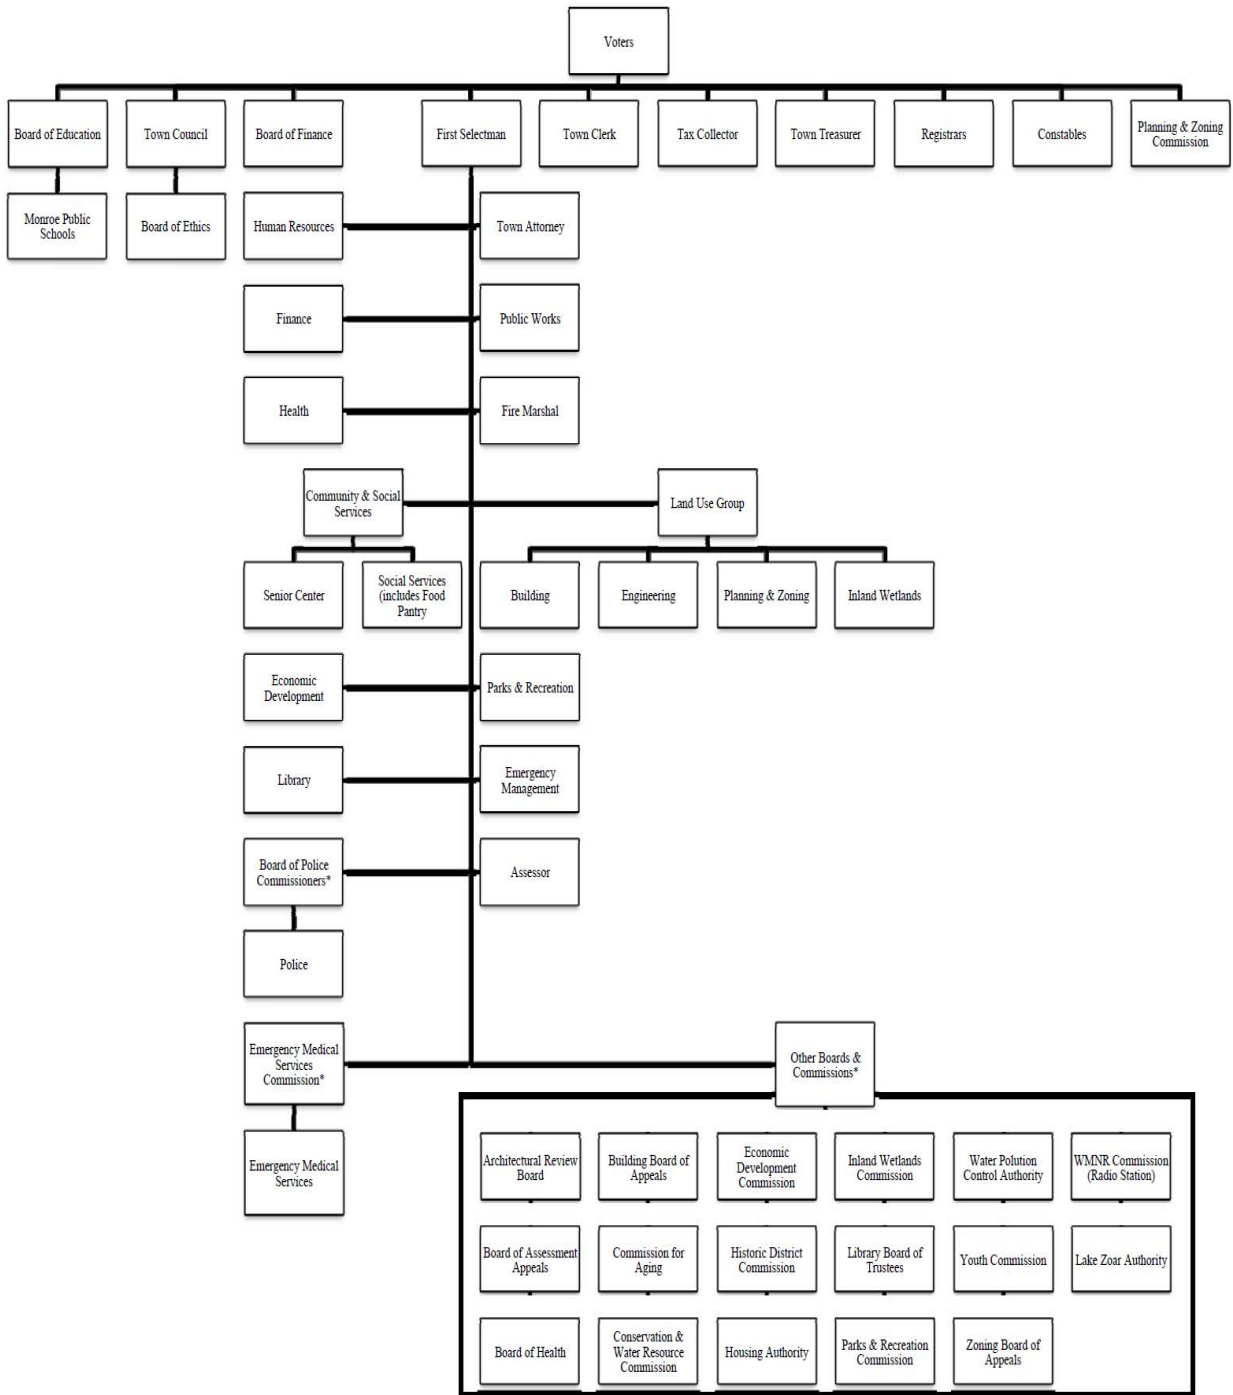 Voters
Board of Education
Town Council
Board of Finance
First Selectman
Town Clerk
Tax Collector
Town Treasurer
Registrars
Constables
Planning & Zoning
Commission
Monroe Public
Schools
Board of Ethics
Human Resources
Town Attorney
Finance
Public Works
Health
Fire Marshal
Community & Social
Services
Land Use Group
Senior Center
Social Services
(includes Food
Pantry
Building
Engineering
Planning & Zoning
Inland Wetlands
Economic
Development
Parks & Recreation
Library
Emergency
Management
Board of Police
Commissioners*
Assessor
Police
Emergency Medical
Services
Commission*
Other Boards &
Commissions*
Emergency Medical
Services
Architectural Review
Board
Building Board of
Appeals
Economic
Development
Commission
Inland Wetlands
Commission
Water Polution
Control Authority
WMNR Commission
(Radio Station)
Board of Assessment
Appeals
Commission for
Aging
Historic District
Commission
Library Board of
Trustees
Youth Commission
Lake Zoar Authority
Board of Health
Conservation &
Water Resource
Commission
Housing Authority
Parks & Recreation
Commission
Zoning Board of
Appeals